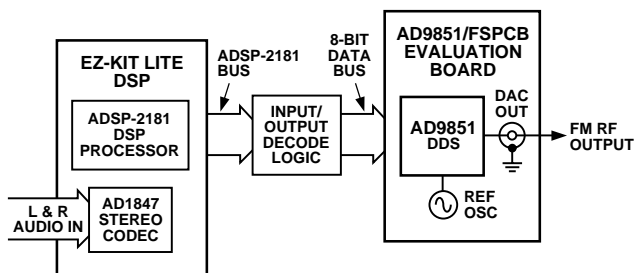 EZ-KIT LITE
DSP
ADSP-2181
DSP
PROCESSOR
L & R
AUDIO IN
AD1847
STEREO
CODEC
ADSP-2181
BUS
INPUT/
OUTPUT
DECODE
LOGIC
8-BIT
DATA
BUS
AD9851/FSPCB
EVALUATION
BOARD
AD9851
DDS
DAC
OUT
REF
OSC
FM RF
OUTPUT